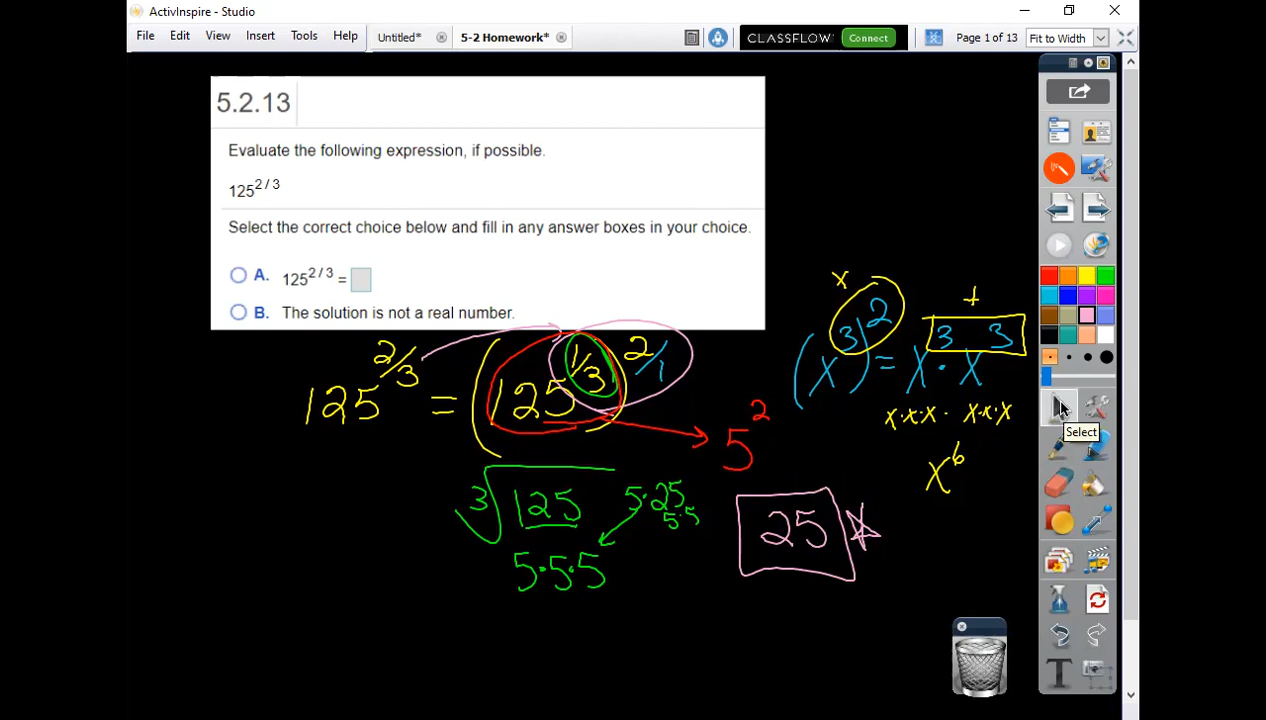 ActivInspire - Studio
File Edit View Insert Tools Help
Untitled* 5-2 Homework*
CLASSFLOW Connect
Page 1 of 13 Fit to Width
5.2.13
Evaluate the following expression, if possible.
125^(2/3)
Select the correct choice below and fill in any answer boxes in your choice.
A. 125^(2/3) =
B. The solution is not a real number.
125^(2/3) = (125^(1/3))^(2/1)
5^2
∛125
5·25
5·5
5·5·5
25
x +
(x^3)^2 = x^3 · x^3
x·x·x · x·x·x
x^6
Select
T